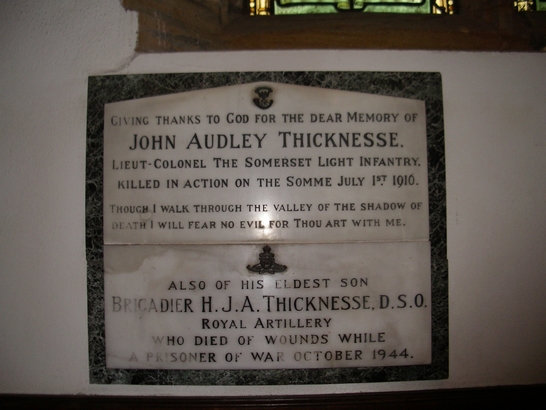 GIVING THANKS TO GOD FOR THE DEAR MEMORY OF
JOHN AUDLEY THICKNESSE.
LIEUT-COLONEL THE SOMERSET LIGHT INFANTRY.
KILLED IN ACTION ON THE SOMME JULY 1ST 1916.
THOUGH I WALK THROUGH THE VALLEY OF THE SHADOW OF
DEATH I WILL FEAR NO EVIL FOR THOU ART WITH ME.
ALSO OF HIS ELDEST SON
BRIGADIER H.J.A. THICKNESSE, D.S.O.
ROYAL ARTILLERY
WHO DIED OF WOUNDS WHILE
A PRISONER OF WAR OCTOBER 1944.